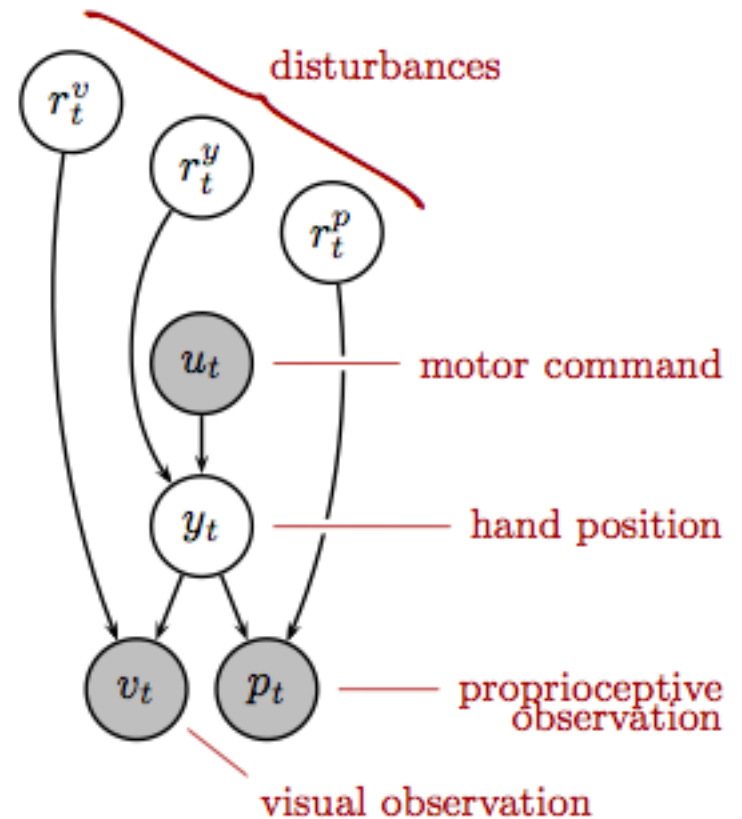 disturbances
r_t^v
r_t^y
r_t^p
u_t
motor command
y_t
hand position
v_t
p_t
proprioceptive
observation
visual observation